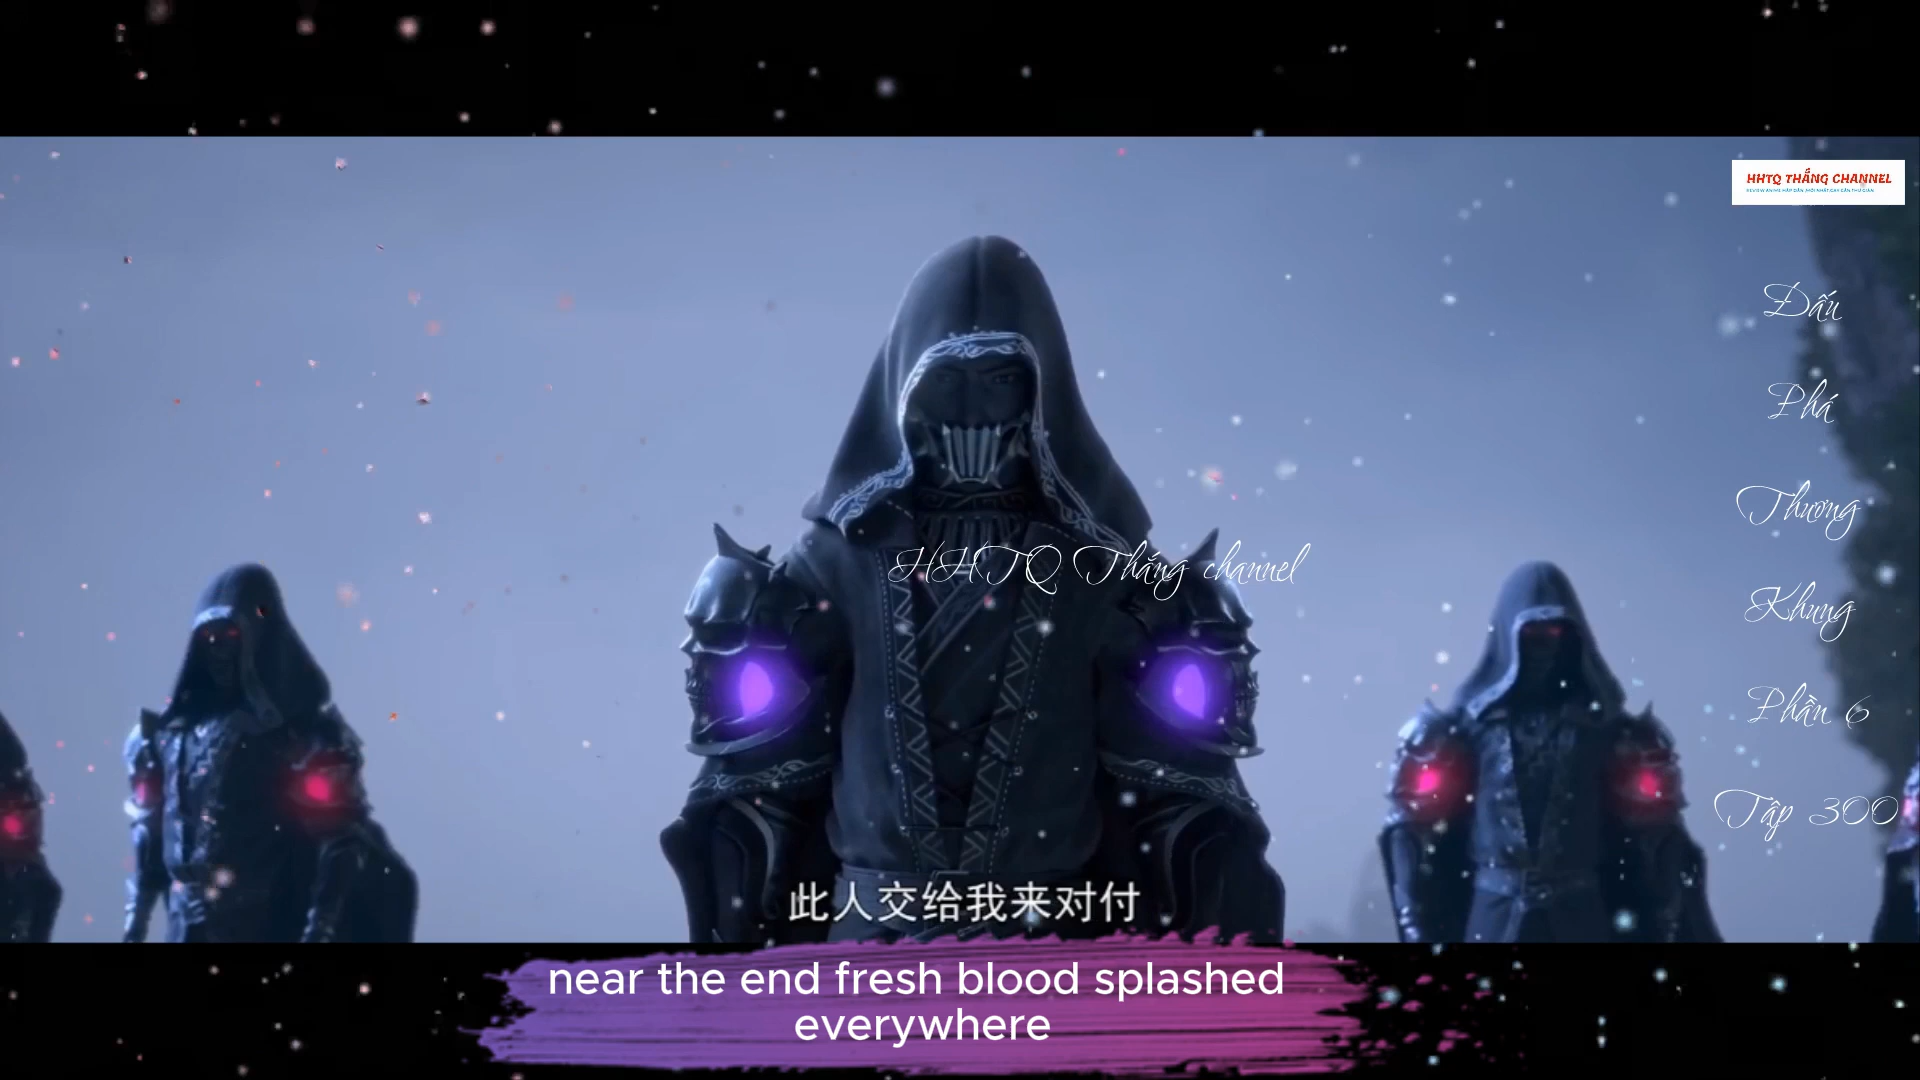 HHTQ THẮNG CHANNEL
Đấu
Phá
Thương
Khung
Phần 6
Tập 300
HHTQ Thắng channel
此人交给我来对付
near the end fresh blood splashed
everywhere